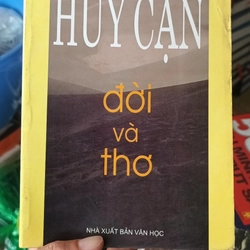 HUY CẬN
đời
và
thơ
NHÀ XUẤT BẢN VĂN HỌC